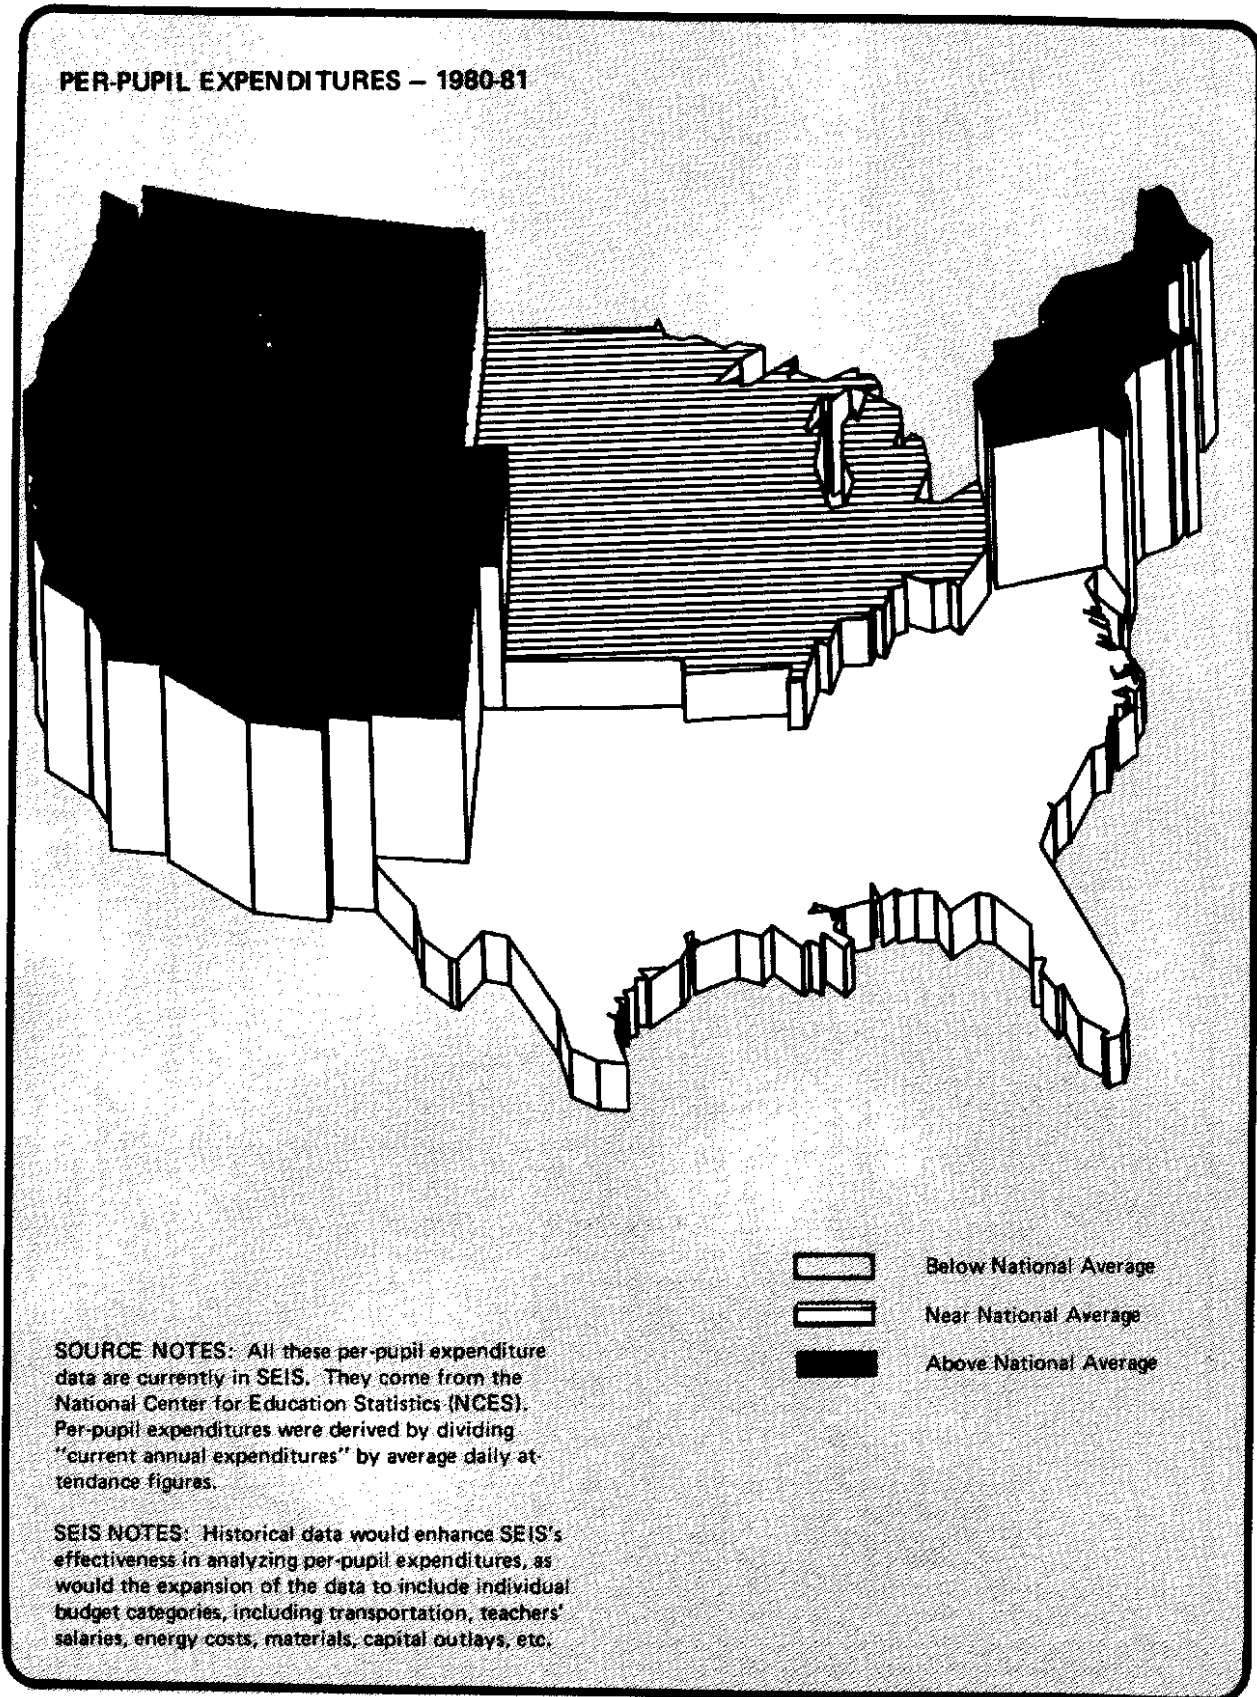 PER-PUPIL EXPENDITURES – 1980-81
Below National Average
Near National Average
Above National Average
SOURCE NOTES: All these per-pupil expenditure
data are currently in SEIS. They come from the
National Center for Education Statistics (NCES).
Per-pupil expenditures were derived by dividing
"current annual expenditures" by average daily at-
tendance figures.
SEIS NOTES: Historical data would enhance SEIS's
effectiveness in analyzing per-pupil expenditures, as
would the expansion of the data to include individual
budget categories, including transportation, teachers'
salaries, energy costs, materials, capital outlays, etc.